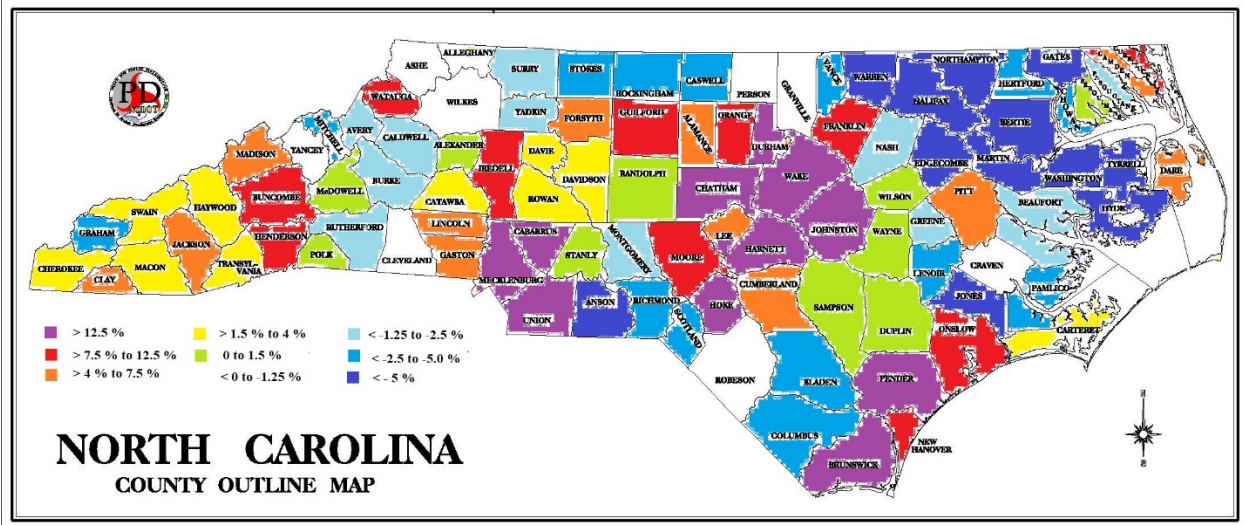 ALLEGHANY
ASHE
SURRY
STOKES
ROCKINGHAM
CASWELL
PERSON
GRANVILLE
VANCE
WARREN
NORTHAMPTON
GATES
HERTFORD
HALIFAX
CHOWAN
PD
WATAUGA
WILKES
YADKIN
FORSYTH
GUILFORD
ALAMANCE
ORANGE
DURHAM
FRANKLIN
NASH
BERTIE
MITCHELL
AVERY
CALDWELL
ALEXANDER
IREDELL
DAVIE
YANCEY
MADISON
EDGECOMBE
MARTIN
WASHINGTON
TYRRELL
DARE
McDOWELL
BURKE
CATAWBA
ROWAN
DAVIDSON
RANDOLPH
CHATHAM
WAKE
WILSON
PITT
BEAUFORT
HYDE
SWAIN
HAYWOOD
BUNCOMBE
GRAHAM
JACKSON
HENDERSON
RUTHERFORD
LINCOLN
CABARRUS
MONTGOMERY
LEE
JOHNSTON
HARNETT
WAYNE
GREENE
CHEROKEE
CLAY
MACON
TRANSYL-
VANIA
POLK
CLEVELAND
GASTON
STANLY
MOORE
LENOIR
CRAVEN
PAMLICO
MECKLENBURG
UNION
ANSON
RICHMOND
SCOTLAND
HOKE
CUMBERLAND
SAMPSON
DUPLIN
JONES
ONSLOW
CARTERET
ROBESON
BLADEN
PENDER
COLUMBUS
BRUNSWICK
NEW
HANOVER
> 12.5 %
> 7.5 % to 12.5 %
> 4 % to 7.5 %
> 1.5 % to 4 %
0 to 1.5 %
< 0 to -1.25 %
< -1.25 to -2.5 %
< -2.5 to -5.0 %
< - 5 %
NORTH CAROLINA
COUNTY OUTLINE MAP